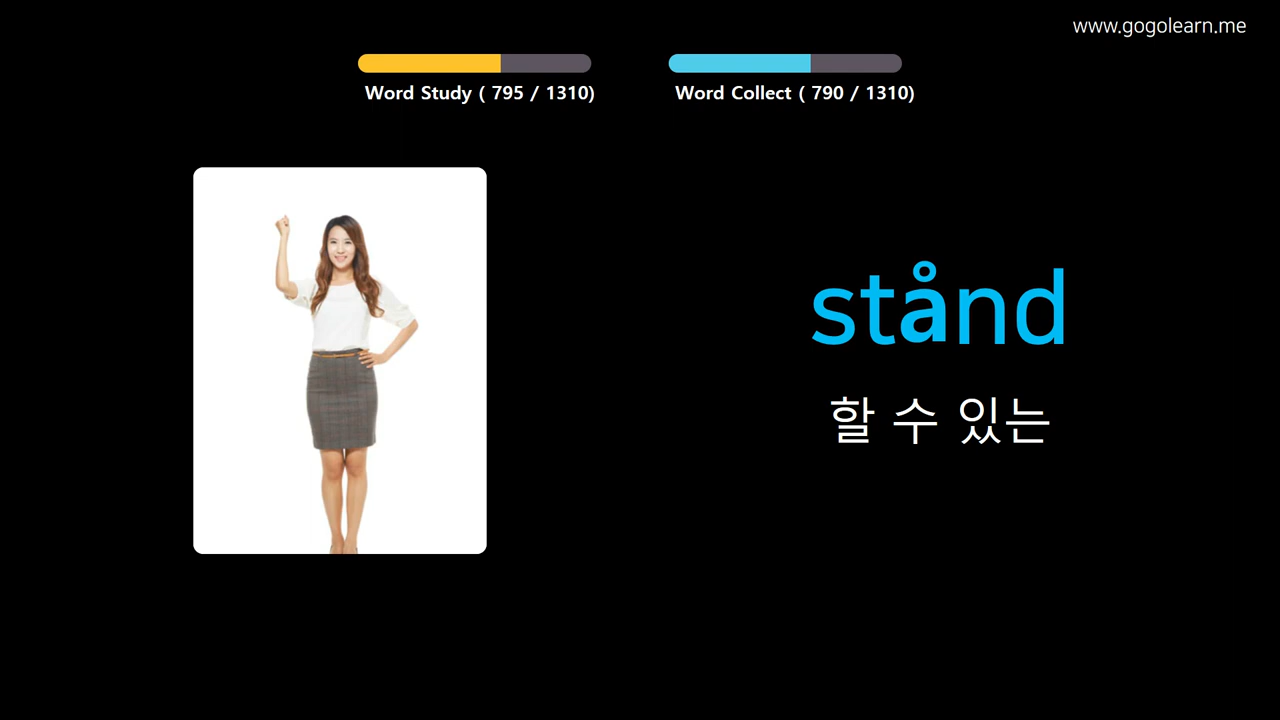 www.gogolearn.me
Word Study ( 795 / 1310)
Word Collect ( 790 / 1310)
stånd
할 수 있는